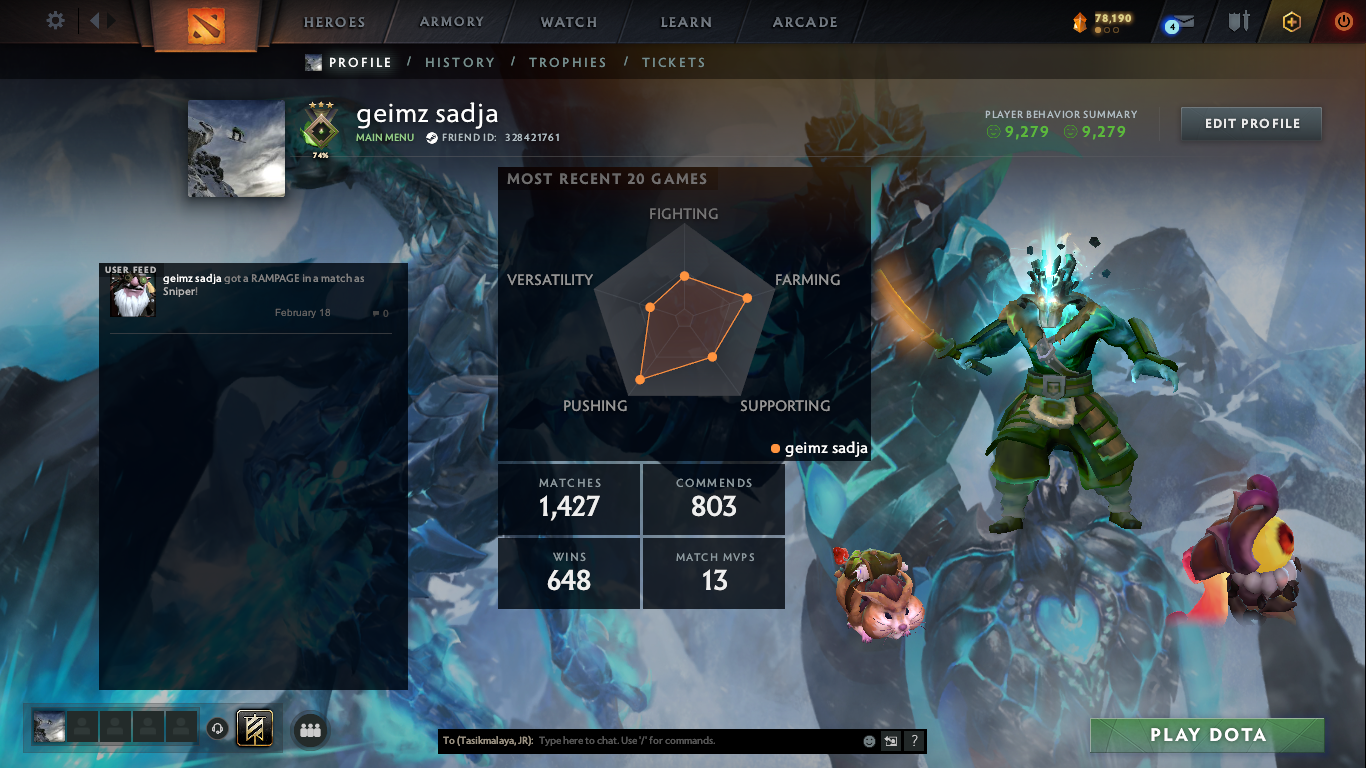 HEROES
ARMORY
WATCH
LEARN
ARCADE
78,190
4
PROFILE / HISTORY / TROPHIES / TICKETS
geimz sadja
MAIN MENU FRIEND ID: 328421761
74%
PLAYER BEHAVIOR SUMMARY
9,279 9,279
EDIT PROFILE
MOST RECENT 20 GAMES
FIGHTING
VERSATILITY
FARMING
PUSHING
SUPPORTING
geimz sadja
USER FEED
geimz sadja got a RAMPAGE in a match as
Sniper!
February 18
0
MATCHES
1,427
COMMENDS
803
WINS
648
MATCH MVPS
13
To (Tasikmalaya, JR): Type here to chat. Use '/' for commands.
?
PLAY DOTA